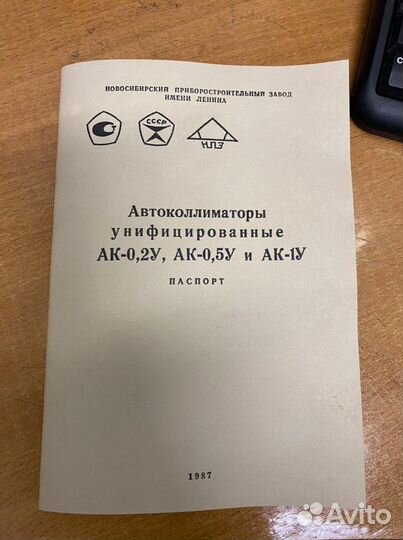 НОВОСИБИРСКИЙ ПРИБОРОСТРОИТЕЛЬНЫЙ ЗАВОД
ИМЕНИ ЛЕНИНА
СССР
НПЗ
Автоколлиматоры
унифицированные
АК-0,2У, АК-0,5У и АК-1У
ПАСПОРТ
1987
Avito